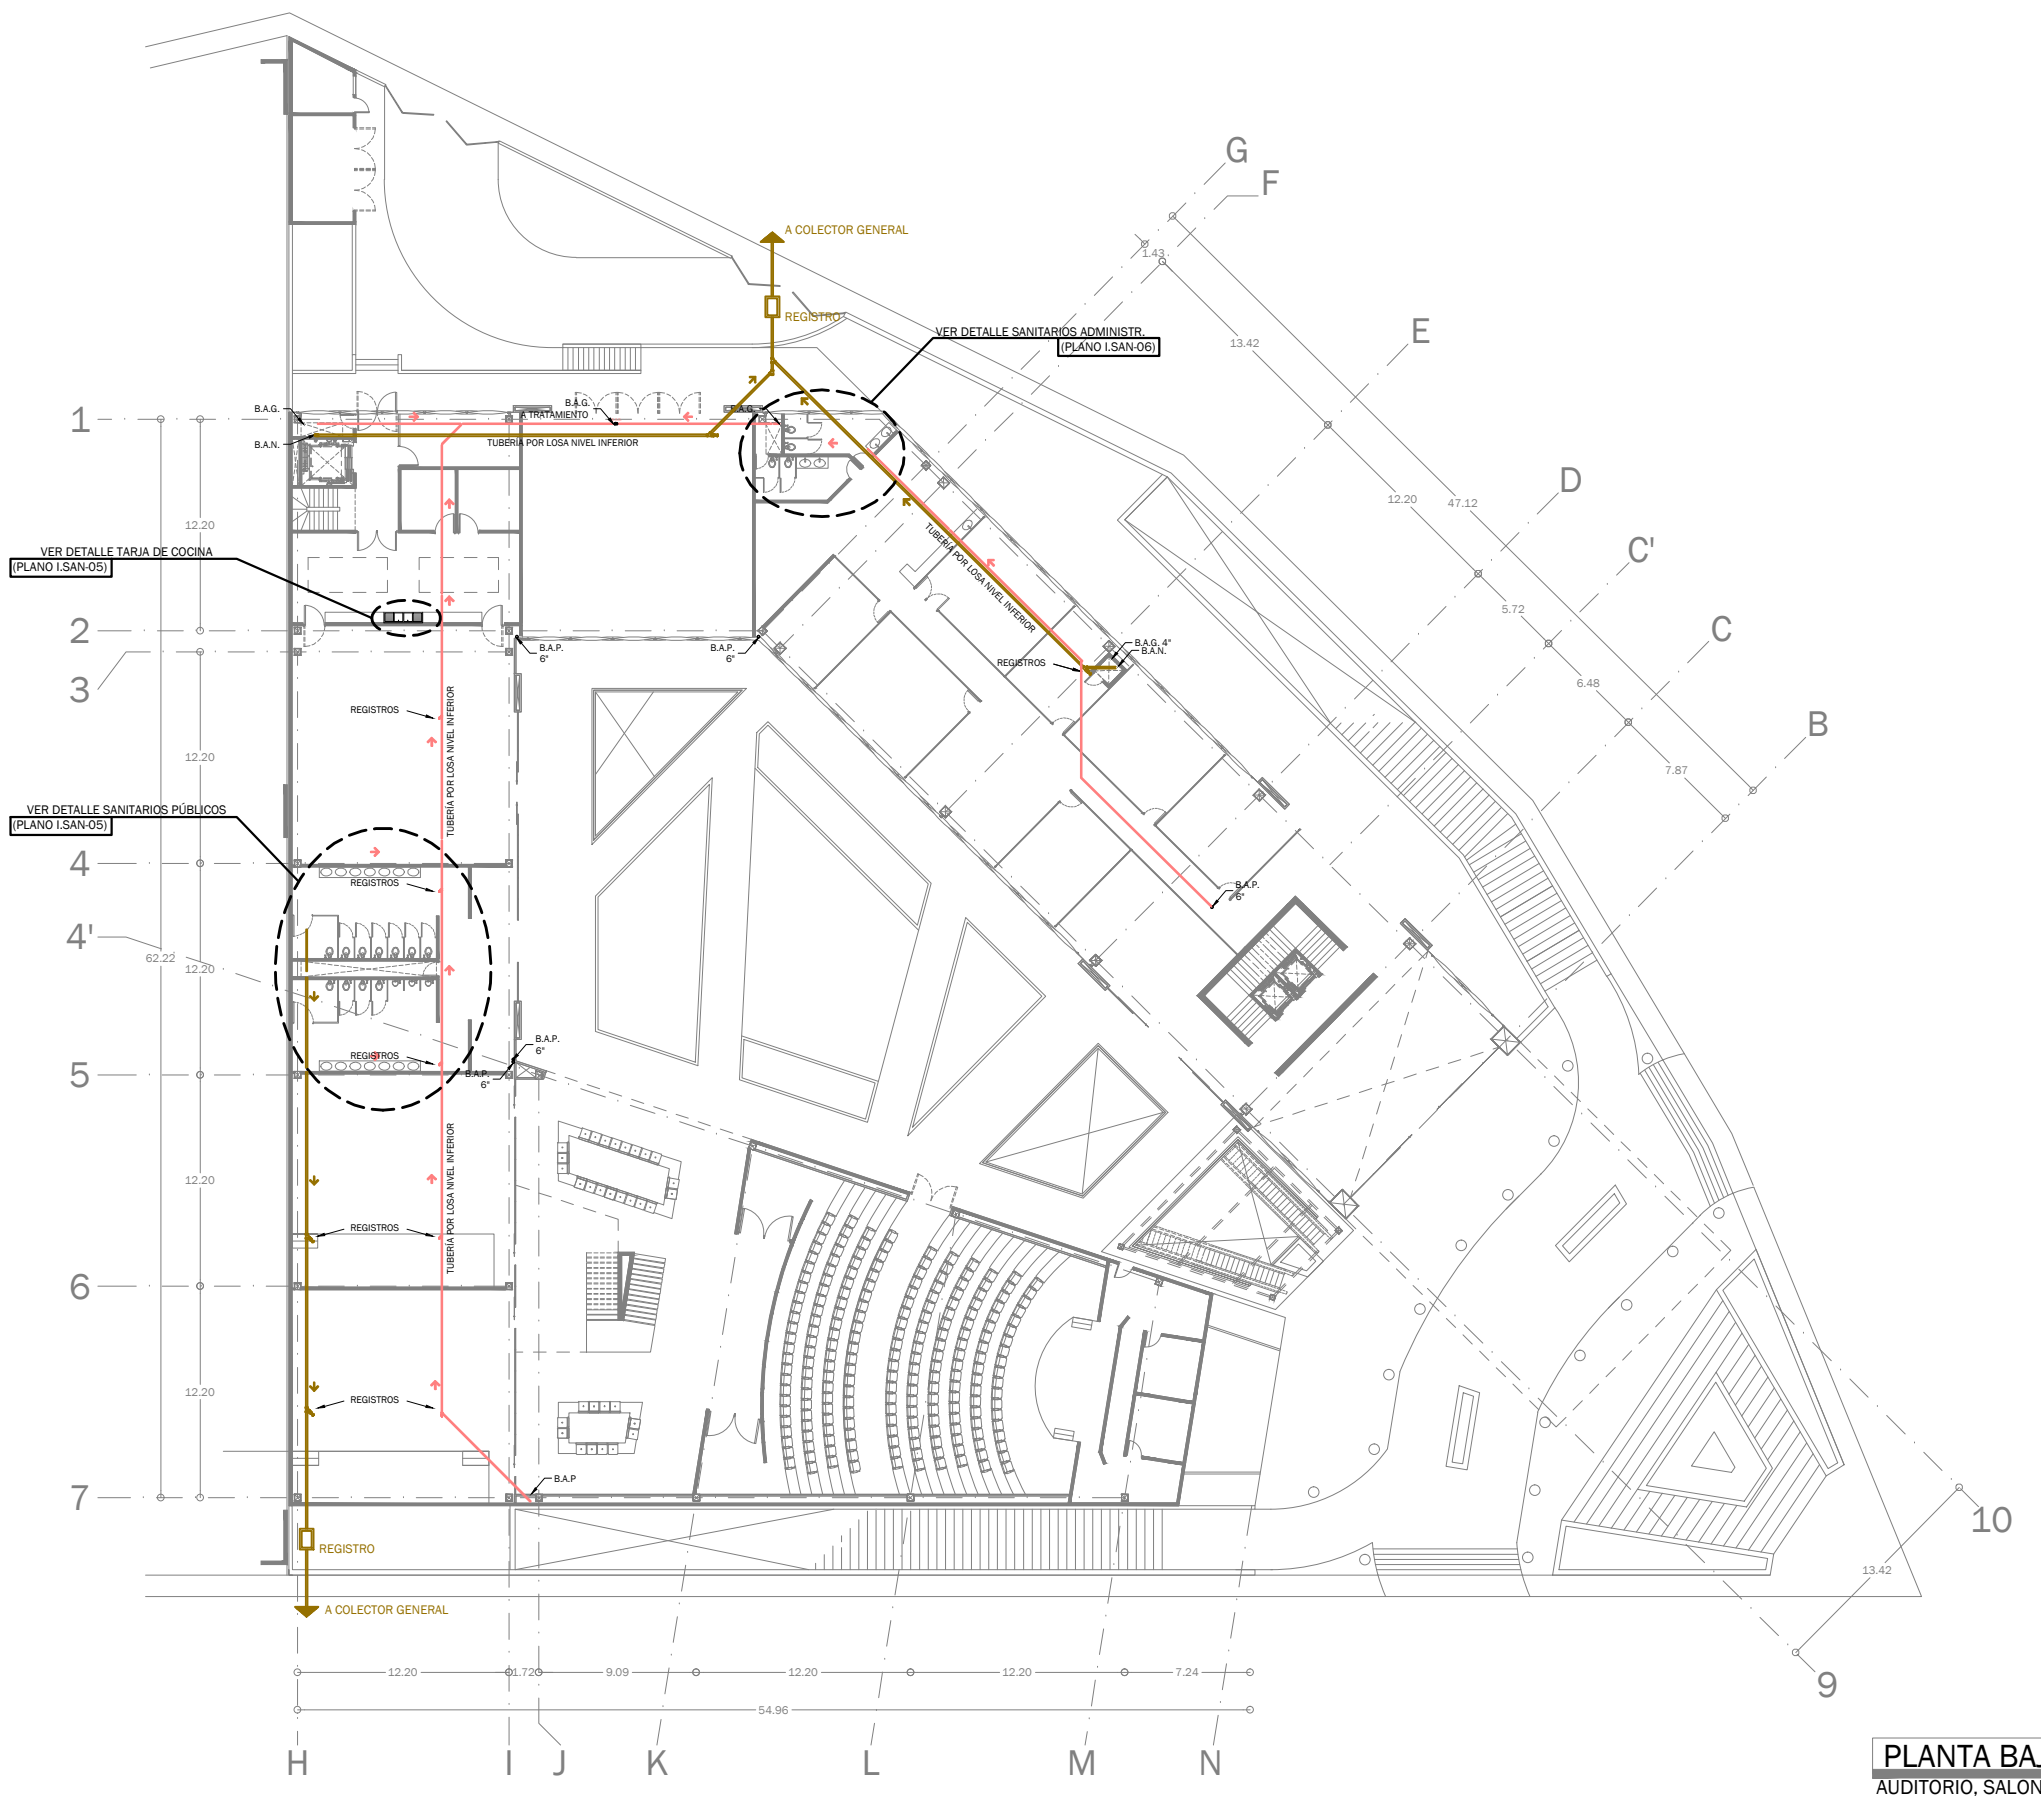 G
F
A COLECTOR GENERAL
1.43
REGISTRO
VER DETALLE SANITARIOS ADMINISTR.
(PLANO I.SAN-06)
E
13.42
B.A.G.
B.A.G.
A TRATAMIENTO
B.A.G.
1
B.A.N.
TUBERÍA POR LOSA NIVEL INFERIOR
D
12.20
47.12
12.20
VER DETALLE TARJA DE COCINA
(PLANO I.SAN-05)
TUBERÍA POR LOSA NIVEL INFERIOR
C'
5.72
2
B.A.P.
6"
B.A.P.
6"
B.A.G. 4"
B.A.N.
REGISTROS
C
3
6.48
REGISTROS
TUBERÍA POR LOSA NIVEL INFERIOR
B
12.20
7.87
VER DETALLE SANITARIOS PÚBLICOS
(PLANO I.SAN-05)
4
REGISTROS
B.A.P.
6"
4'
62.22
12.20
B.A.P.
6"
REGISTROS
5
B.A.P.
6"
12.20
TUBERÍA POR LOSA NIVEL INFERIOR
REGISTROS
6
12.20
REGISTROS
B.A.P
7
10
REGISTRO
13.42
A COLECTOR GENERAL
12.20
1.72
9.09
12.20
12.20
7.24
9
54.96
H
I
J
K
L
M
N
PLANTA BA
AUDITORIO, SALON